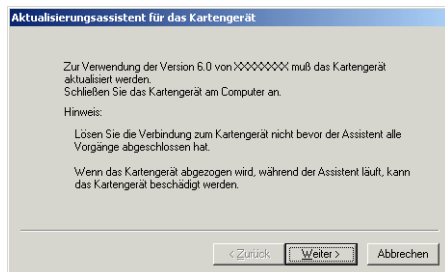 Aktualisierungsassistent für das Kartengerät
Zur Verwendung der Version 6.0 von XXXXXXXX muß das Kartengerät
aktualisiert werden.
Schließen Sie das Kartengerät am Computer an.
Hinweis:
Lösen Sie die Verbindung zum Kartengerät nicht bevor der Assistent alle
Vorgänge abgeschlossen hat.
Wenn das Kartengerät abgezogen wird, während der Assistent läuft, kann
das Kartengerät beschädigt werden.
< Zurück Weiter > Abbrechen